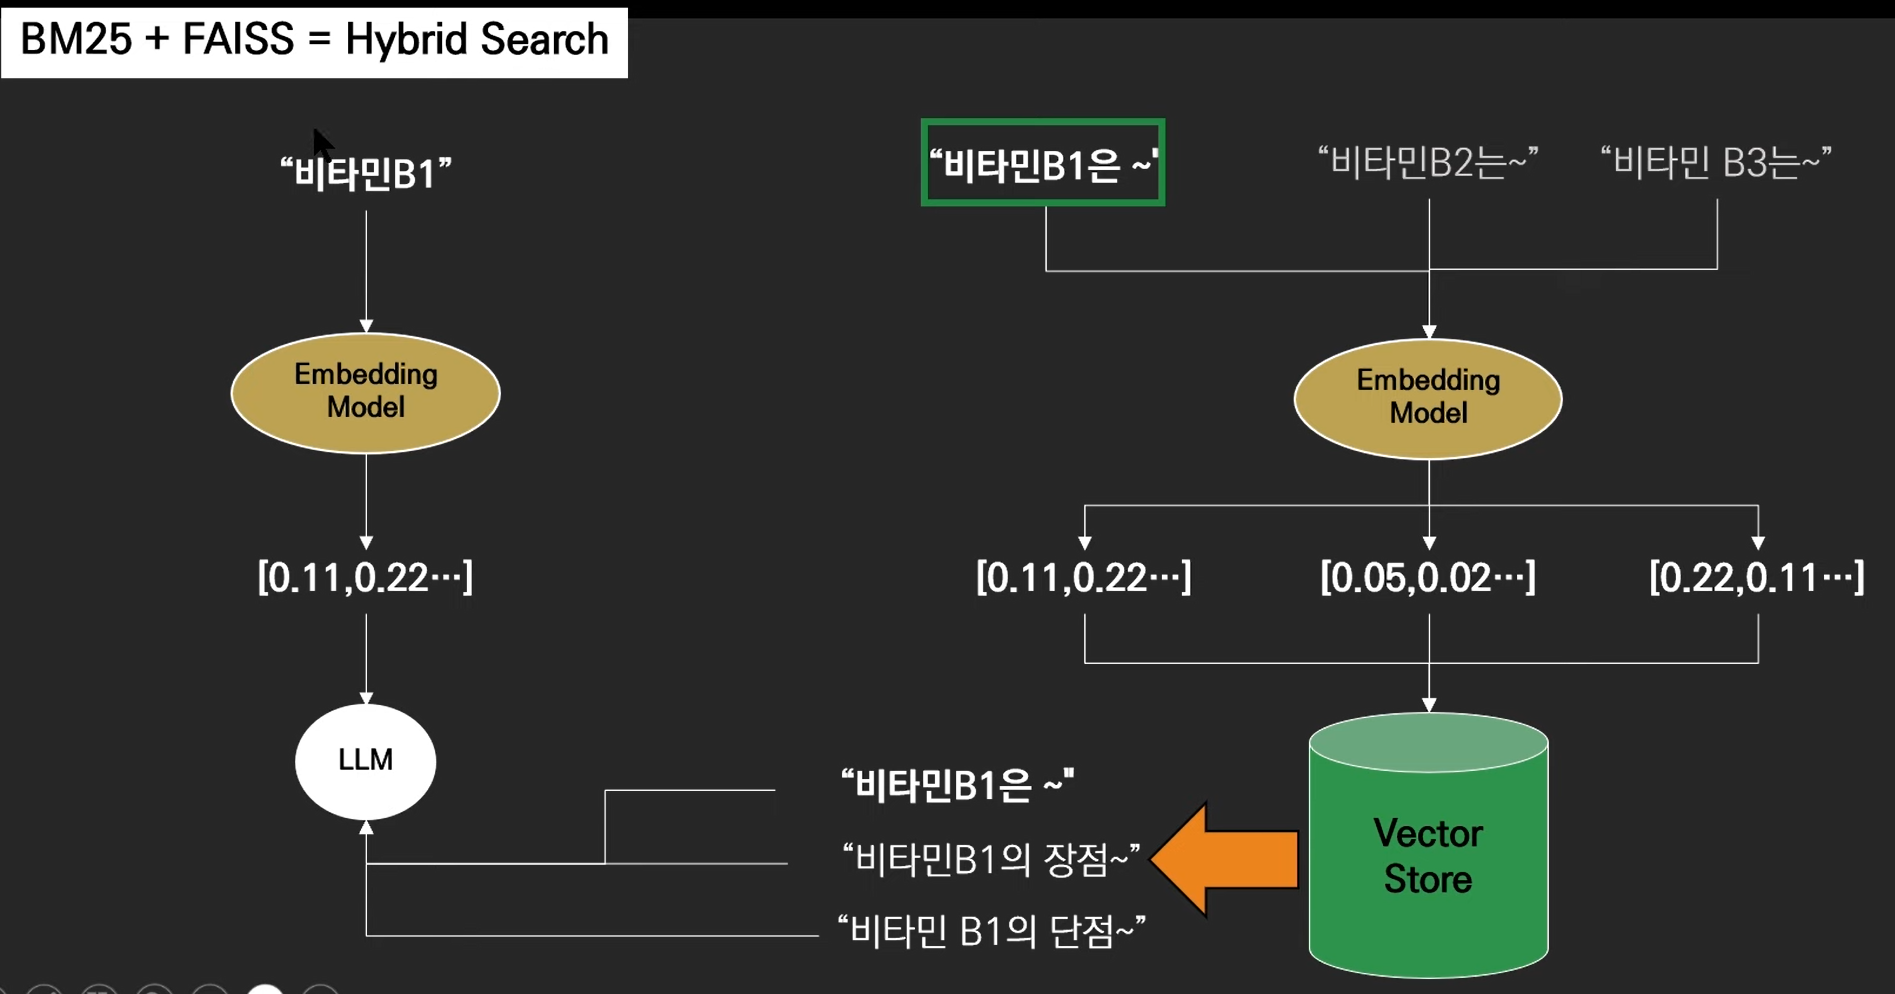 BM25 + FAISS = Hybrid Search
“비타민B1”
“비타민B1은 ~"
“비타민B2는~”
“비타민 B3는~”
Embedding
Model
Embedding
Model
[0.11,0.22···]
[0.11,0.22···]
[0.05,0.02···]
[0.22,0.11···]
LLM
“비타민B1은 ~"
“비타민B1의 장점~”
“비타민 B1의 단점~”
Vector
Store